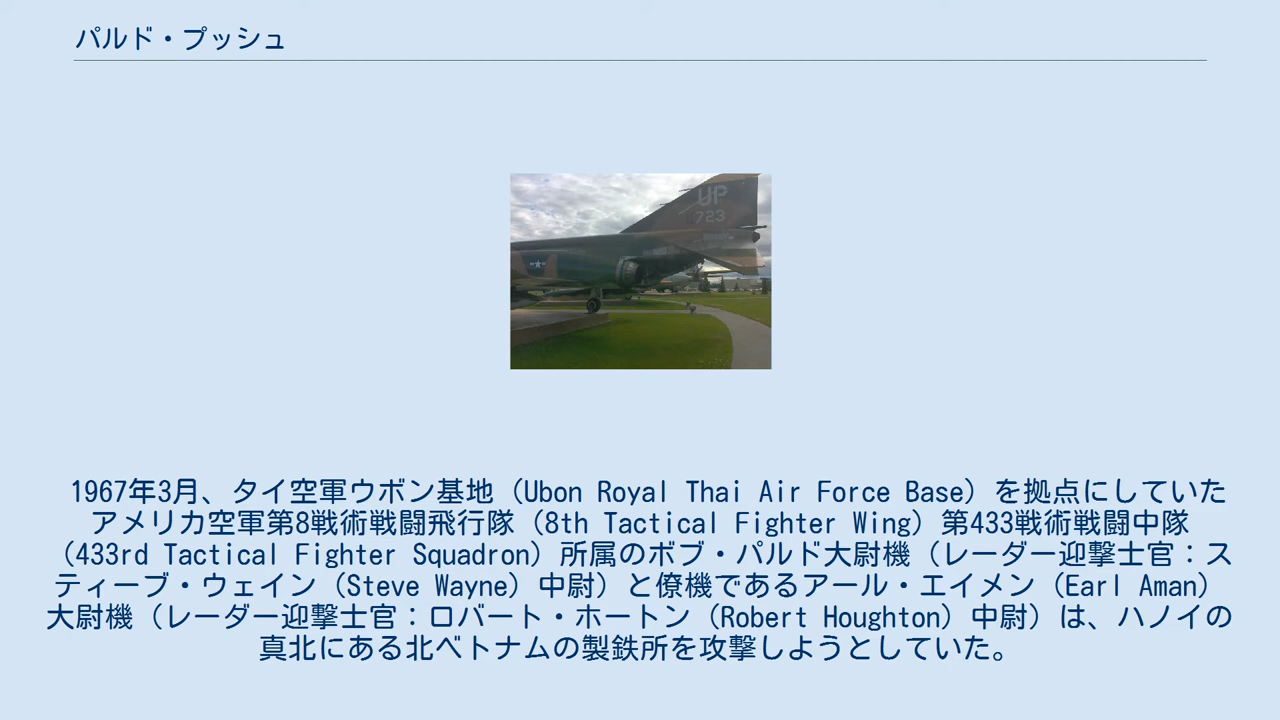 パルド・プッシュ
UP
723
1967年3月、タイ空軍ウボン基地（Ubon Royal Thai Air Force Base）を拠点にしていた
アメリカ空軍第8戦術戦闘飛行隊（8th Tactical Fighter Wing）第433戦術戦闘中隊
（433rd Tactical Fighter Squadron）所属のボブ・パルド大尉機（レーダー迎撃士官：ス
ティーブ・ウェイン（Steve Wayne）中尉）と僚機であるアール・エイメン（Earl Aman）
大尉機（レーダー迎撃士官：ロバート・ホートン（Robert Houghton）中尉）は、ハノイの
真北にある北ベトナムの製鉄所を攻撃しようとしていた。